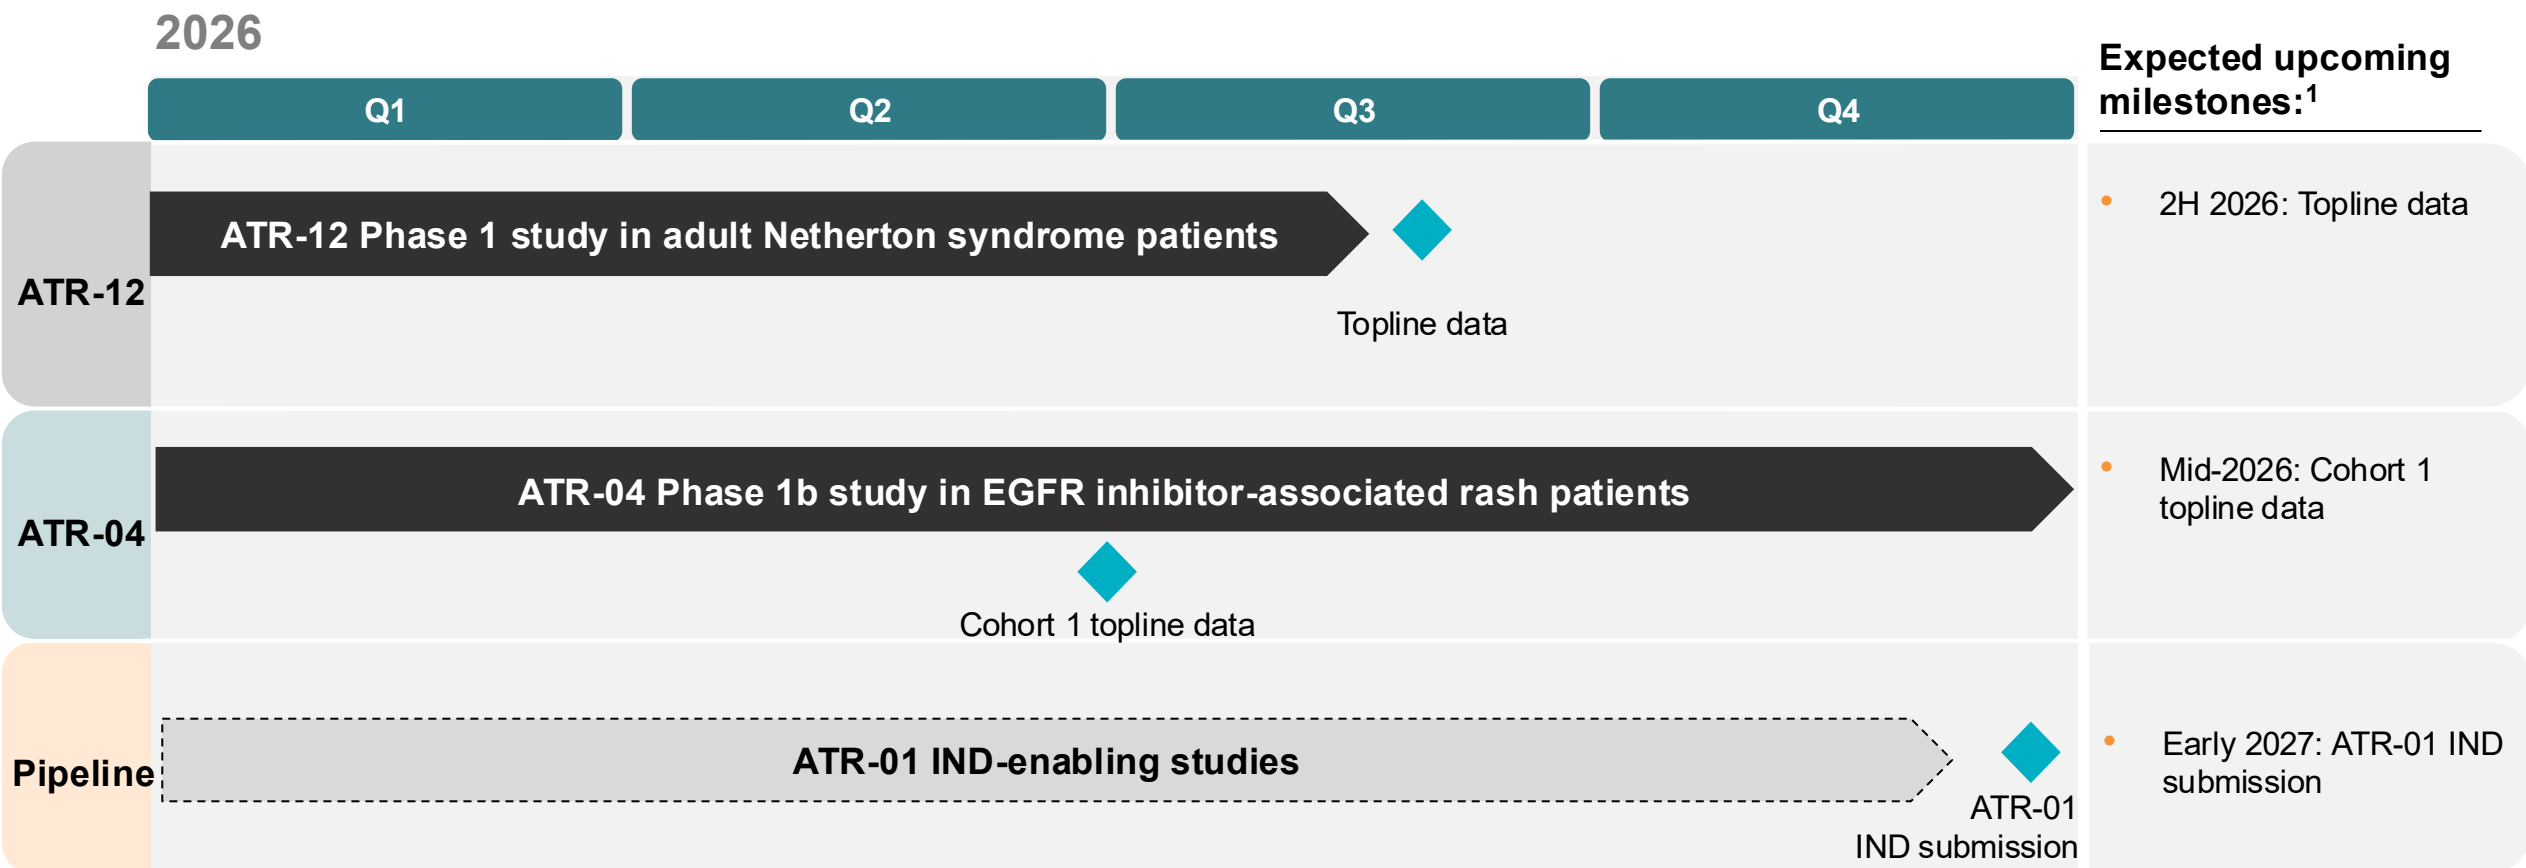 2026
Q1
Q2
Q3
Q4
Expected upcoming
milestones:1
ATR-12
ATR-12 Phase 1 study in adult Netherton syndrome patients
Topline data
• 2H 2026: Topline data
ATR-04
ATR-04 Phase 1b study in EGFR inhibitor-associated rash patients
Cohort 1 topline data
• Mid-2026: Cohort 1
topline data
Pipeline
ATR-01 IND-enabling studies
ATR-01
IND submission
• Early 2027: ATR-01 IND
submission